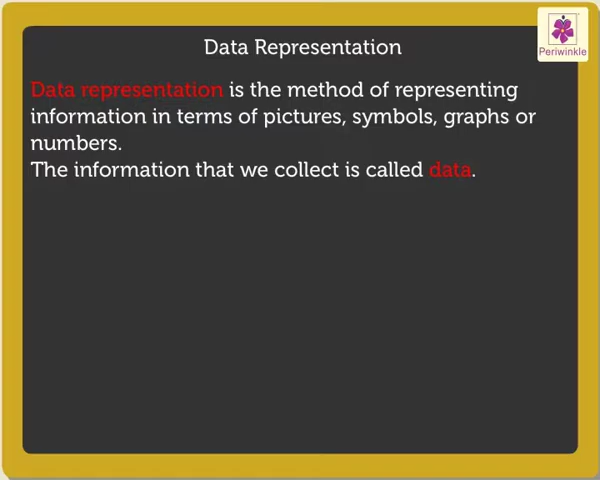 Data Representation
Periwinkle
Data representation is the method of representing
information in terms of pictures, symbols, graphs or
numbers.
The information that we collect is called data.